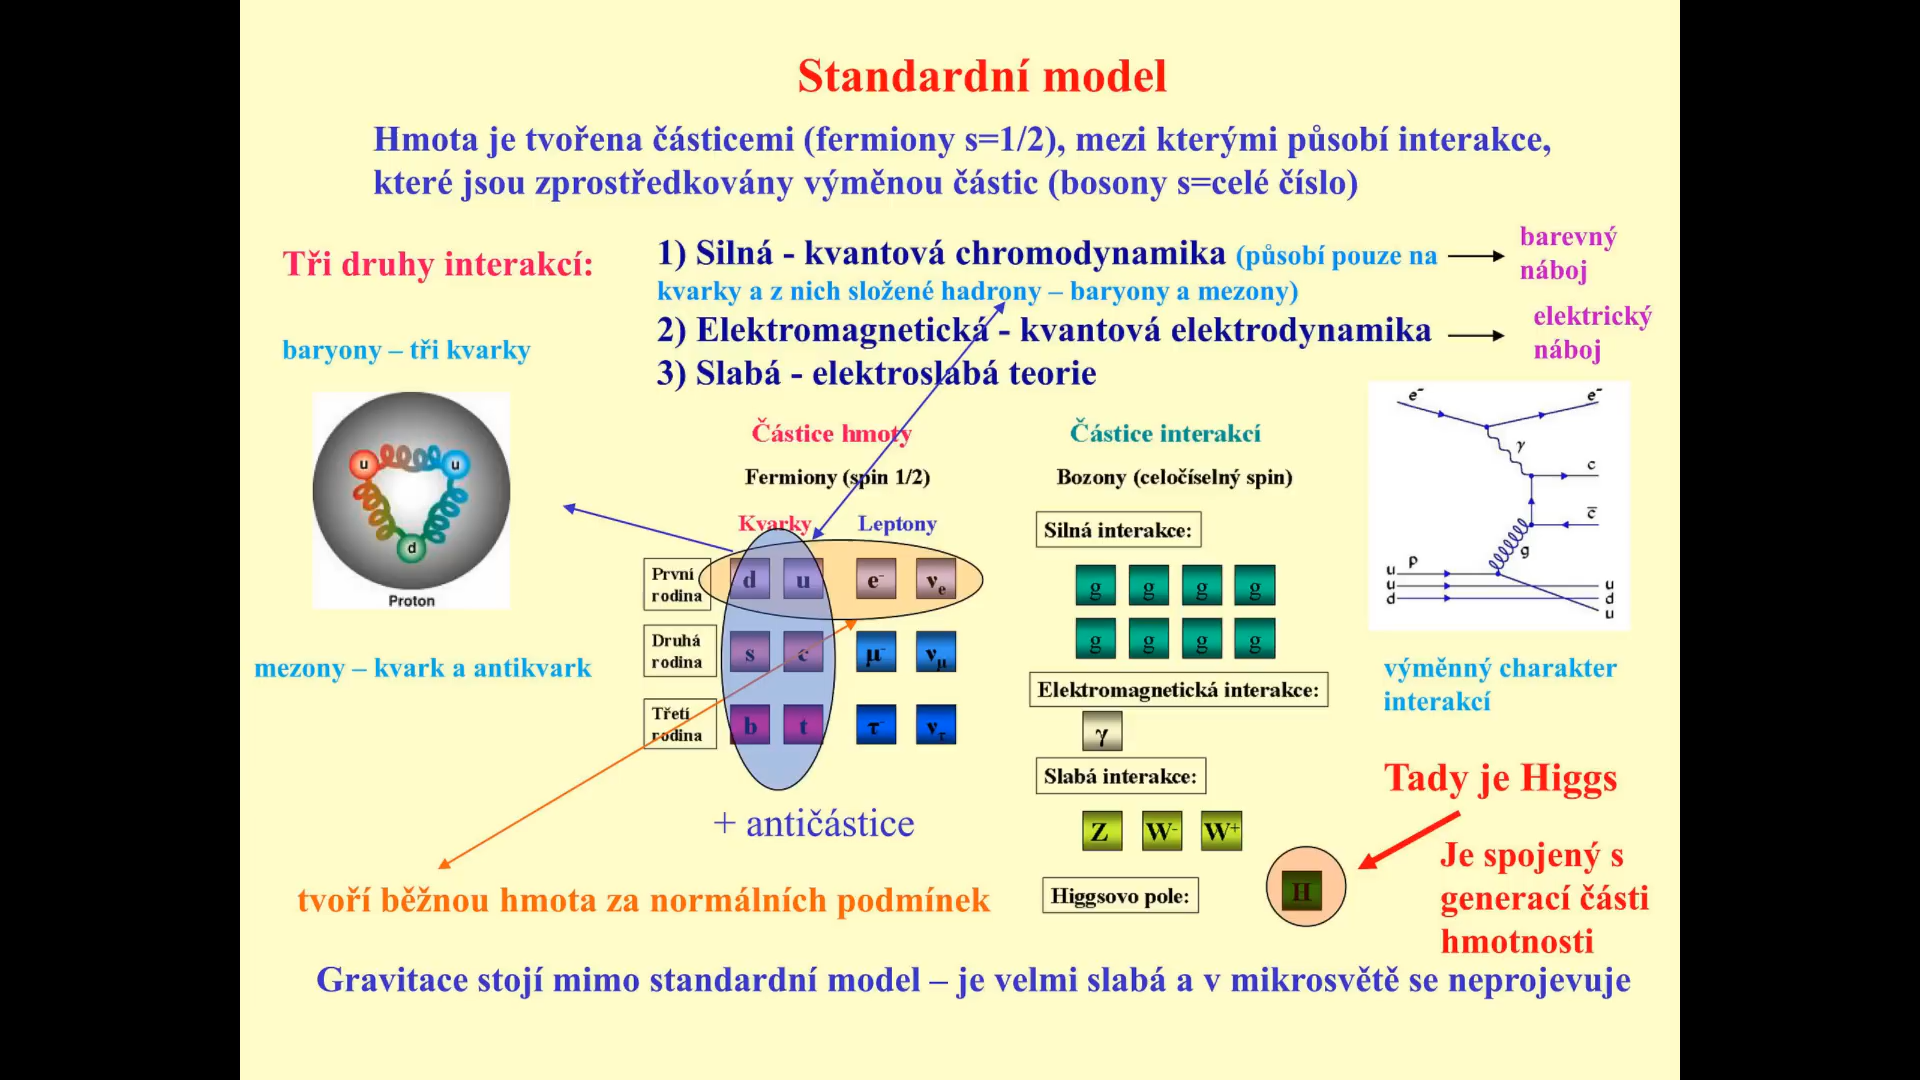 Standardní model
Hmota je tvořena částicemi (fermiony s=1/2), mezi kterými působí interakce,
které jsou zprostředkovány výměnou částic (bosony s=celé číslo)
Tři druhy interakcí:
1) Silná - kvantová chromodynamika (působí pouze na
kvarky a z nich složené hadrony – baryony a mezony)
2) Elektromagnetická - kvantová elektrodynamika
3) Slabá - elektroslabá teorie
barevný
náboj
elektrický
náboj
baryony – tři kvarky
u u
d
Proton
mezony – kvark a antikvark
Částice hmoty
Fermiony (spin 1/2)
Kvarky Leptony
První
rodina
d u e⁻ νe
Druhá
rodina
s c μ⁻ νμ
Třetí
rodina
b t τ⁻ ντ
+ antičástice
tvoří běžnou hmota za normálních podmínek
Částice interakcí
Bozony (celočíselný spin)
Silná interakce:
g g g g
g g g g
Elektromagnetická interakce:
γ
Slabá interakce:
Z W⁻ W⁺
Higgsovo pole:
H
e⁻ e⁻
γ
c
c̅
g
p
u u
u d
d u
výměnný charakter
interakcí
Tady je Higgs
Je spojený s
generací části
hmotnosti
Gravitace stojí mimo standardní model – je velmi slabá a v mikrosvětě se neprojevuje